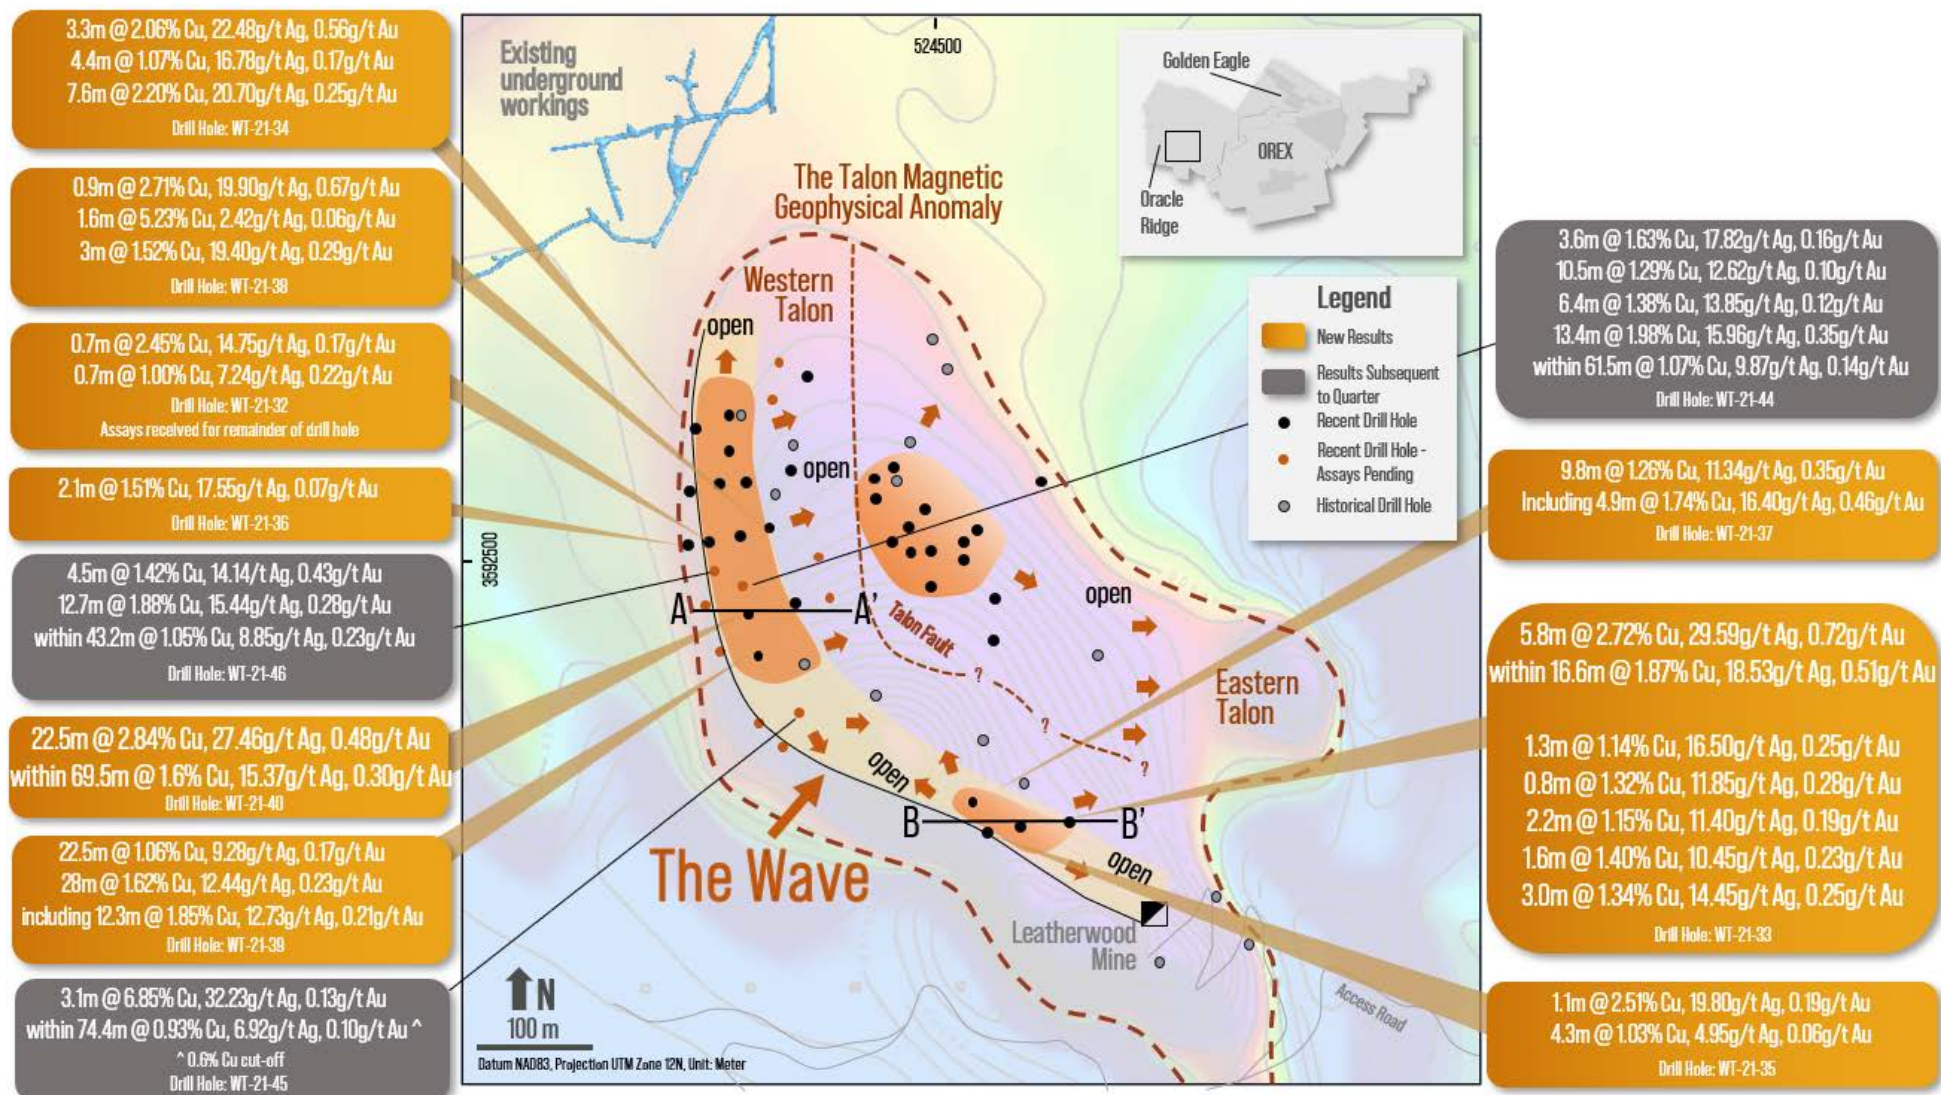 3.3m @ 2.06% Cu, 22.48g/t Ag, 0.56g/t Au
4.4m @ 1.07% Cu, 16.78g/t Ag, 0.17g/t Au
7.6m @ 2.20% Cu, 20.70g/t Ag, 0.25g/t Au
Drill Hole: WT-21-34
0.9m @ 2.71% Cu, 19.90g/t Ag, 0.67g/t Au
1.6m @ 5.23% Cu, 2.42g/t Ag, 0.06g/t Au
3m @ 1.52% Cu, 19.40g/t Ag, 0.29g/t Au
Drill Hole: WT-21-38
0.7m @ 2.45% Cu, 14.75g/t Ag, 0.17g/t Au
0.7m @ 1.00% Cu, 7.24g/t Ag, 0.22g/t Au
Drill Hole: WT-21-32
Assays received for remainder of drill hole
2.1m @ 1.51% Cu, 17.55g/t Ag, 0.07g/t Au
Drill Hole: WT-21-36
4.5m @ 1.42% Cu, 14.14/t Ag, 0.43g/t Au
12.7m @ 1.88% Cu, 15.44g/t Ag, 0.28g/t Au
within 43.2m @ 1.05% Cu, 8.85g/t Ag, 0.23g/t Au
Drill Hole: WT-21-46
22.5m @ 2.84% Cu, 27.46g/t Ag, 0.48g/t Au
within 69.5m @ 1.6% Cu, 15.37g/t Ag, 0.30g/t Au
Drill Hole: WT-21-40
22.5m @ 1.06% Cu, 9.28g/t Ag, 0.17g/t Au
28m @ 1.62% Cu, 12.44g/t Ag, 0.23g/t Au
including 12.3m @ 1.85% Cu, 12.73g/t Ag, 0.21g/t Au
Drill Hole: WT-21-39
3.1m @ 6.85% Cu, 32.23g/t Ag, 0.13g/t Au
within 74.4m @ 0.93% Cu, 6.92g/t Ag, 0.10g/t Au ^
^ 0.6% Cu cut-off
Drill Hole: WT-21-45
Existing
underground
workings
524500
3592500
The Talon Magnetic
Geophysical Anomaly
Western
Talon
open
open
A
A'
Talon Fault
?
?
?
open
Eastern
Talon
open
B
B'
open
The Wave
Leatherwood
Mine
Access Road
N
100 m
Datum NAD83, Projection UTM Zone 12N, Unit: Meter
Golden Eagle
OREX
Oracle
Ridge
Legend
New Results
Results Subsequent
to Quarter
Recent Drill Hole
Recent Drill Hole -
Assays Pending
Historical Drill Hole
3.6m @ 1.63% Cu, 17.82g/t Ag, 0.16g/t Au
10.5m @ 1.29% Cu, 12.62g/t Ag, 0.10g/t Au
6.4m @ 1.38% Cu, 13.85g/t Ag, 0.12g/t Au
13.4m @ 1.98% Cu, 15.96g/t Ag, 0.35g/t Au
within 61.5m @ 1.07% Cu, 9.87g/t Ag, 0.14g/t Au
Drill Hole: WT-21-44
9.8m @ 1.26% Cu, 11.34g/t Ag, 0.35g/t Au
Including 4.9m @ 1.74% Cu, 16.40g/t Ag, 0.46g/t Au
Drill Hole: WT-21-37
5.8m @ 2.72% Cu, 29.59g/t Ag, 0.72g/t Au
within 16.6m @ 1.87% Cu, 18.53g/t Ag, 0.51g/t Au
1.3m @ 1.14% Cu, 16.50g/t Ag, 0.25g/t Au
0.8m @ 1.32% Cu, 11.85g/t Ag, 0.28g/t Au
2.2m @ 1.15% Cu, 11.40g/t Ag, 0.19g/t Au
1.6m @ 1.40% Cu, 10.45g/t Ag, 0.23g/t Au
3.0m @ 1.34% Cu, 14.45g/t Ag, 0.25g/t Au
Drill Hole: WT-21-33
1.1m @ 2.51% Cu, 19.80g/t Ag, 0.19g/t Au
4.3m @ 1.03% Cu, 4.95g/t Ag, 0.06g/t Au
Drill Hole: WT-21-35